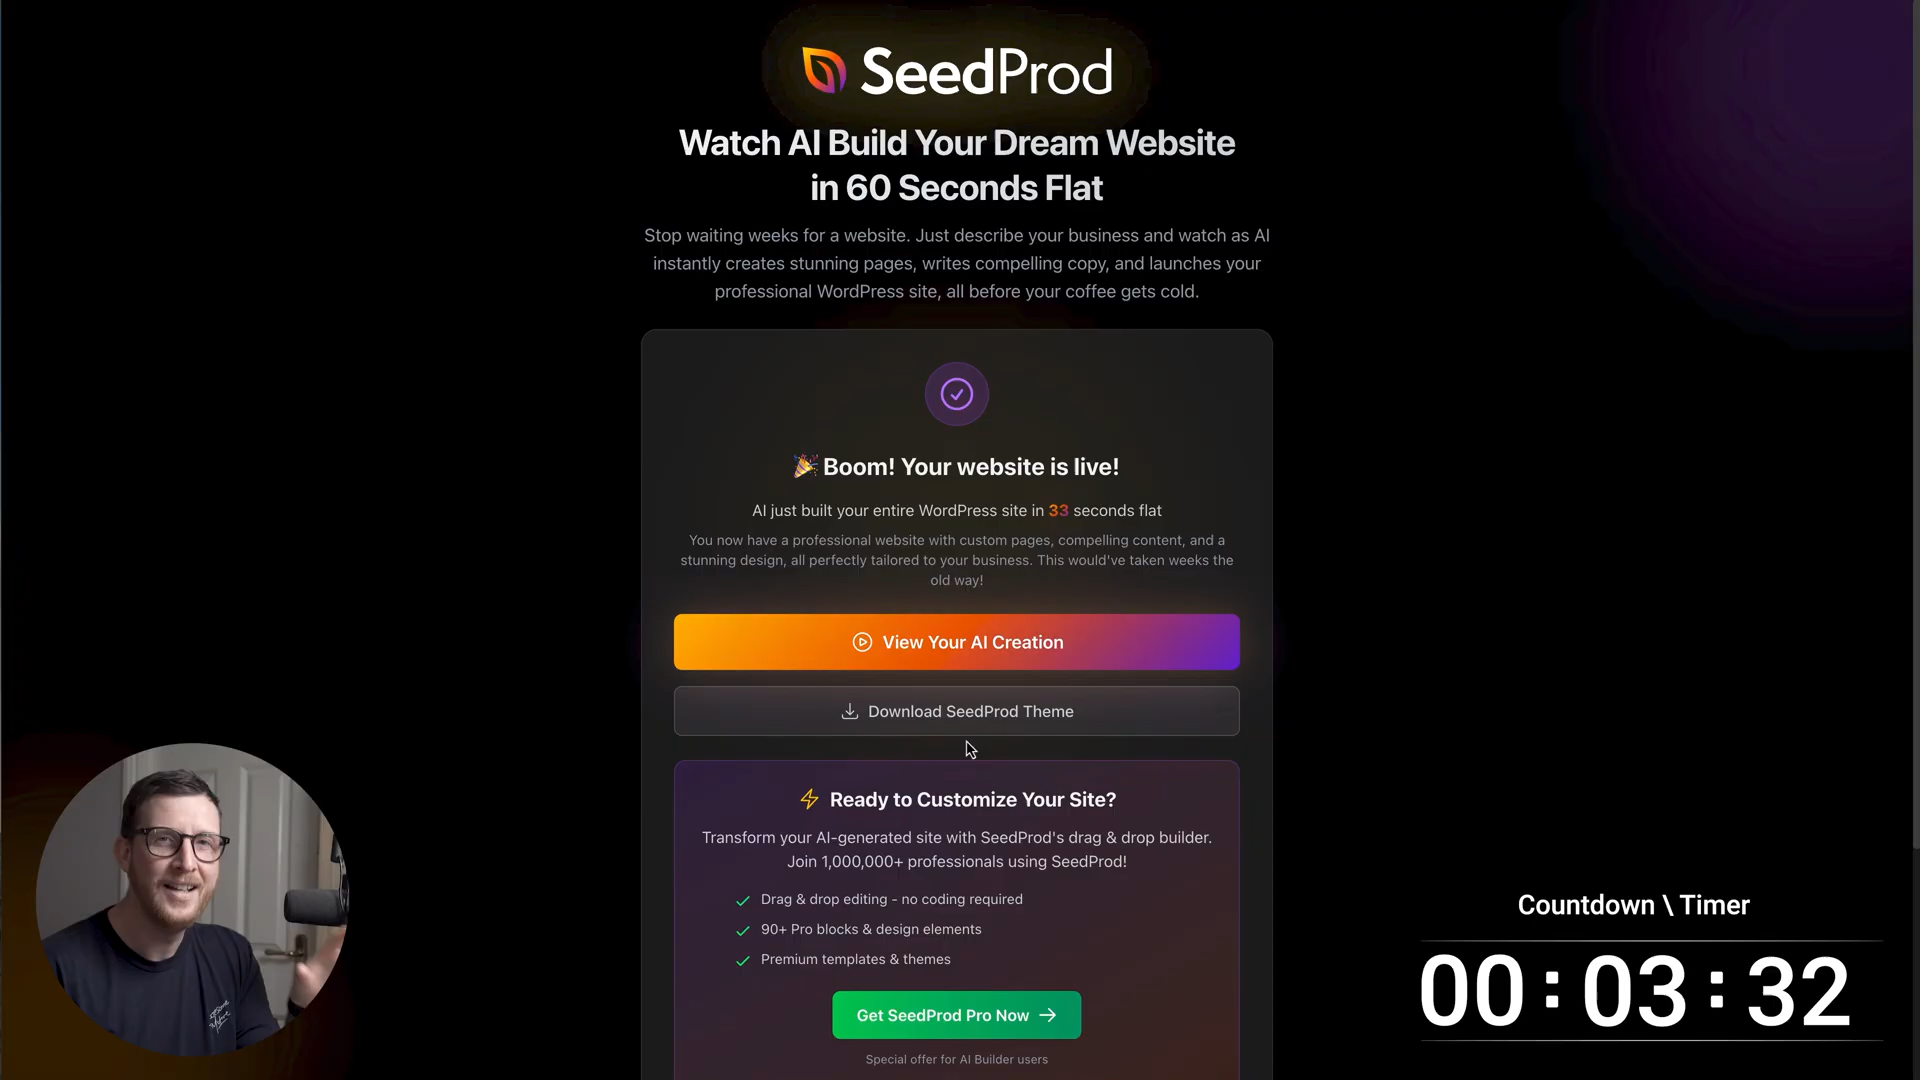 SeedProd
Watch AI Build Your Dream Website
in 60 Seconds Flat
Stop waiting weeks for a website. Just describe your business and watch as AI
instantly creates stunning pages, writes compelling copy, and launches your
professional WordPress site, all before your coffee gets cold.
🎉 Boom! Your website is live!
AI just built your entire WordPress site in 33 seconds flat
You now have a professional website with custom pages, compelling content, and a
stunning design, all perfectly tailored to your business. This would've taken weeks the
old way!
View Your AI Creation
Download SeedProd Theme
Ready to Customize Your Site?
Transform your AI-generated site with SeedProd's drag & drop builder.
Join 1,000,000+ professionals using SeedProd!
Drag & drop editing - no coding required
90+ Pro blocks & design elements
Premium templates & themes
Get SeedProd Pro Now →
Special offer for AI Builder users
Countdown \ Timer
00 : 03 : 32